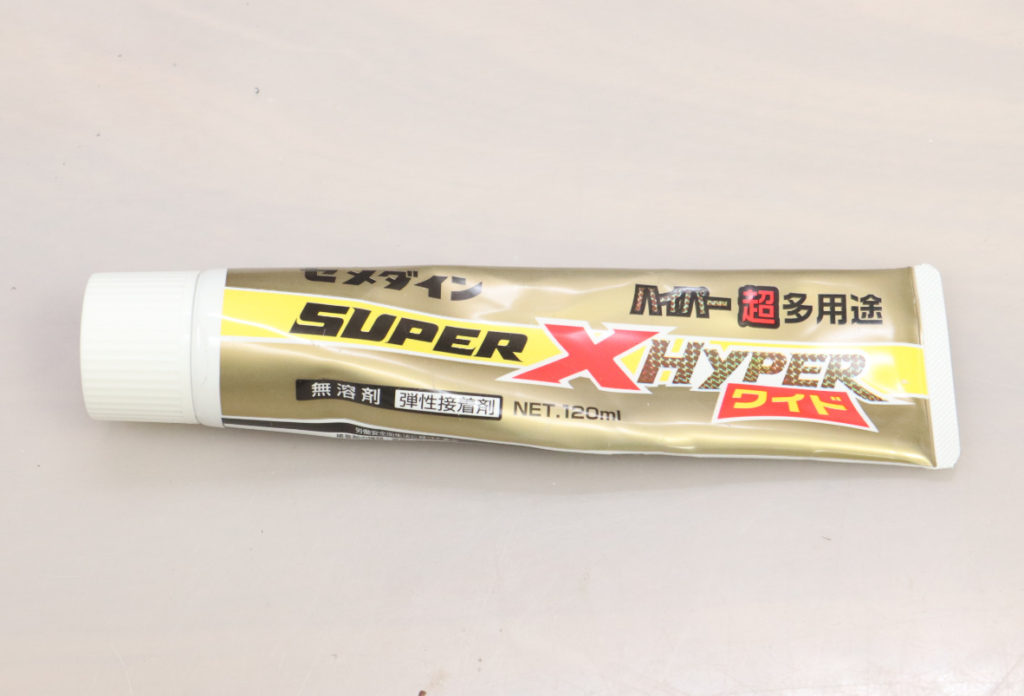 セメダイン
ハイパー超多用途
SUPER X HYPER
ワイド
無溶剤 弾性接着剤 NET.120ml